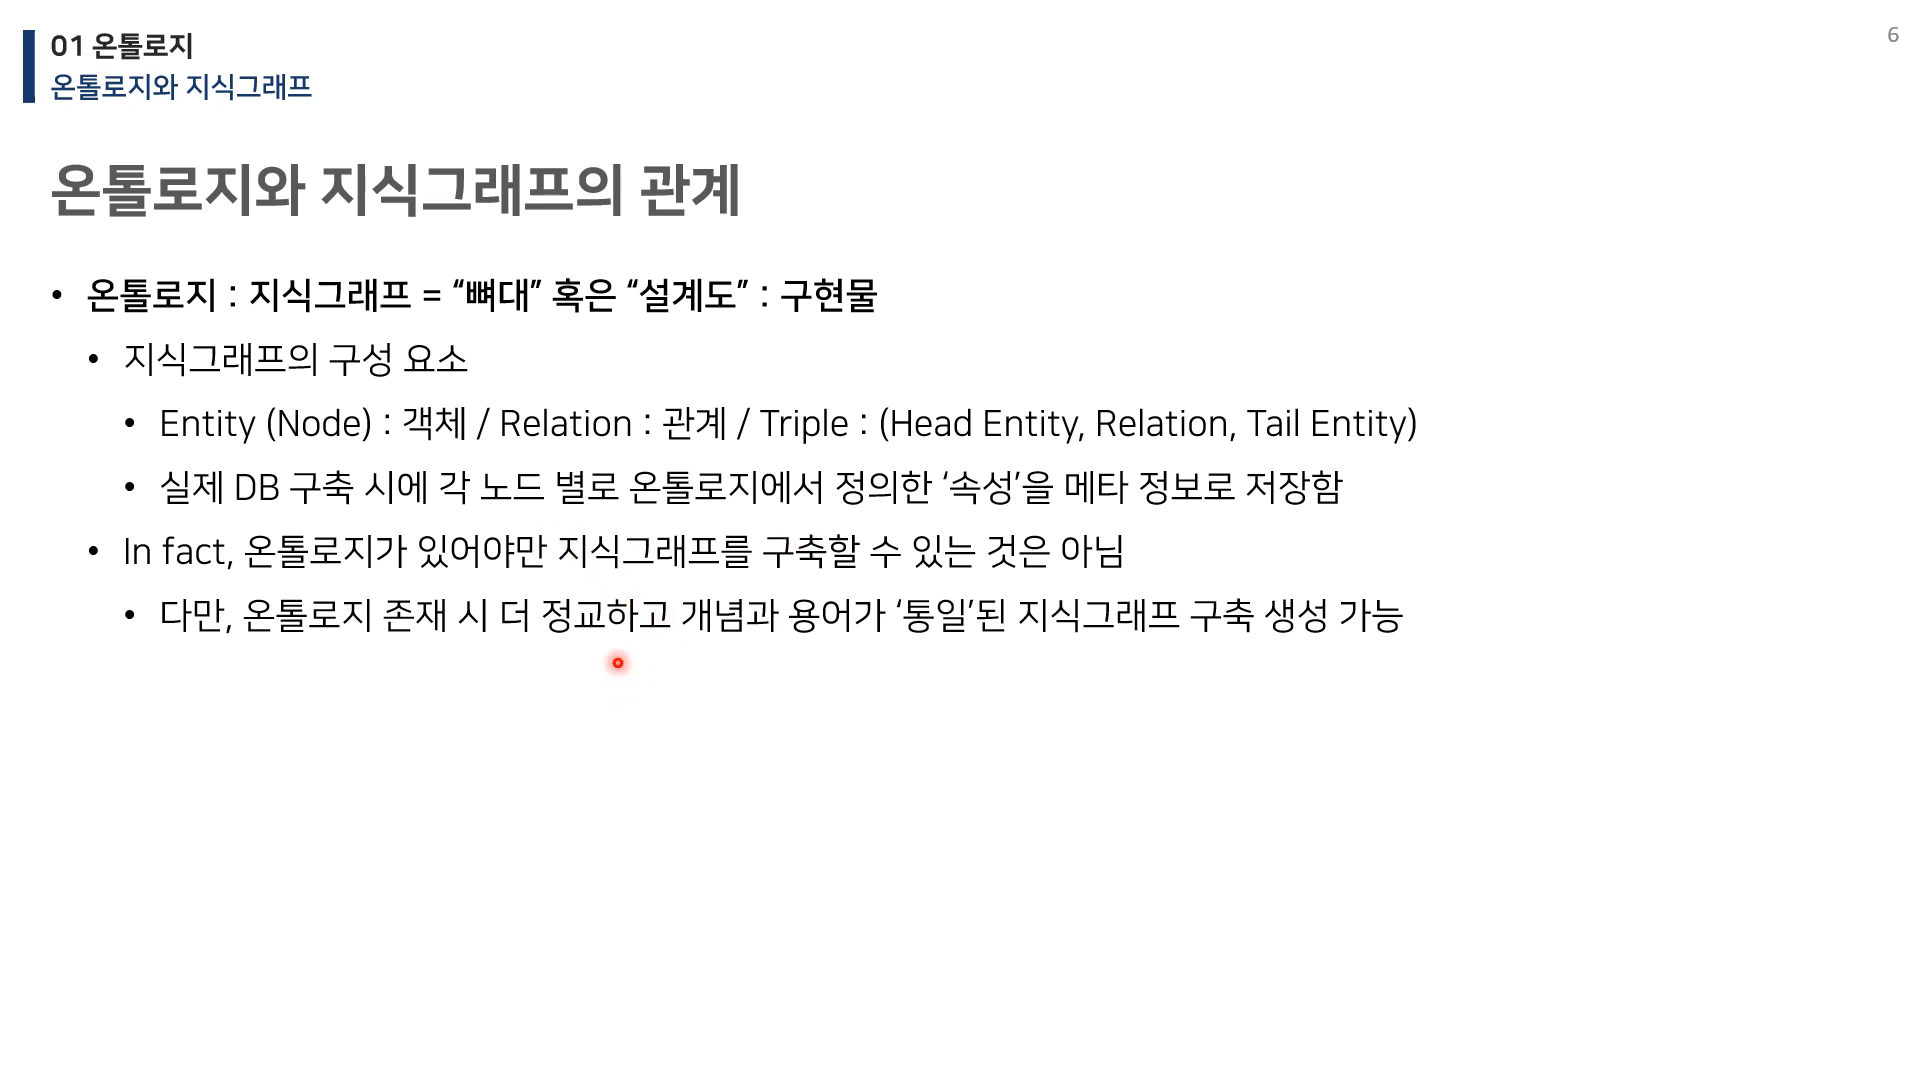 01 온톨로지
온톨로지와 지식그래프
6
온톨로지와 지식그래프의 관계
• 온톨로지 : 지식그래프 = “뼈대” 혹은 “설계도” : 구현물
• 지식그래프의 구성 요소
• Entity (Node) : 객체 / Relation : 관계 / Triple : (Head Entity, Relation, Tail Entity)
• 실제 DB 구축 시에 각 노드 별로 온톨로지에서 정의한 ‘속성’을 메타 정보로 저장함
• In fact, 온톨로지가 있어야만 지식그래프를 구축할 수 있는 것은 아님
• 다만, 온톨로지 존재 시 더 정교하고 개념과 용어가 ‘통일’된 지식그래프 구축 생성 가능